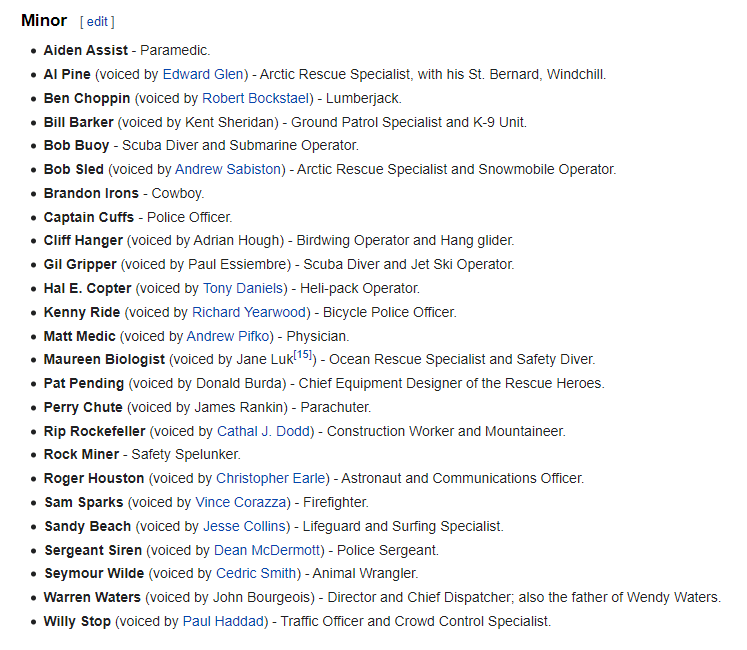 Minor [ edit ]
Aiden Assist - Paramedic.
Al Pine (voiced by Edward Glen) - Arctic Rescue Specialist, with his St. Bernard, Windchill.
Ben Choppin (voiced by Robert Bockstael) - Lumberjack.
Bill Barker (voiced by Kent Sheridan) - Ground Patrol Specialist and K-9 Unit.
Bob Buoy - Scuba Diver and Submarine Operator.
Bob Sled (voiced by Andrew Sabiston) - Arctic Rescue Specialist and Snowmobile Operator.
Brandon Irons - Cowboy.
Captain Cuffs - Police Officer.
Cliff Hanger (voiced by Adrian Hough) - Birdwing Operator and Hang glider.
Gil Gripper (voiced by Paul Essiembre) - Scuba Diver and Jet Ski Operator.
Hal E. Copter (voiced by Tony Daniels) - Heli-pack Operator.
Kenny Ride (voiced by Richard Yearwood) - Bicycle Police Officer.
Matt Medic (voiced by Andrew Pifko) - Physician.
Maureen Biologist (voiced by Jane Luk[15]) - Ocean Rescue Specialist and Safety Diver.
Pat Pending (voiced by Donald Burda) - Chief Equipment Designer of the Rescue Heroes.
Perry Chute (voiced by James Rankin) - Parachuter.
Rip Rockefeller (voiced by Cathal J. Dodd) - Construction Worker and Mountaineer.
Rock Miner - Safety Spelunker.
Roger Houston (voiced by Christopher Earle) - Astronaut and Communications Officer.
Sam Sparks (voiced by Vince Corazza) - Firefighter.
Sandy Beach (voiced by Jesse Collins) - Lifeguard and Surfing Specialist.
Sergeant Siren (voiced by Dean McDermott) - Police Sergeant.
Seymour Wilde (voiced by Cedric Smith) - Animal Wrangler.
Warren Waters (voiced by John Bourgeois) - Director and Chief Dispatcher; also the father of Wendy Waters.
Willy Stop (voiced by Paul Haddad) - Traffic Officer and Crowd Control Specialist.